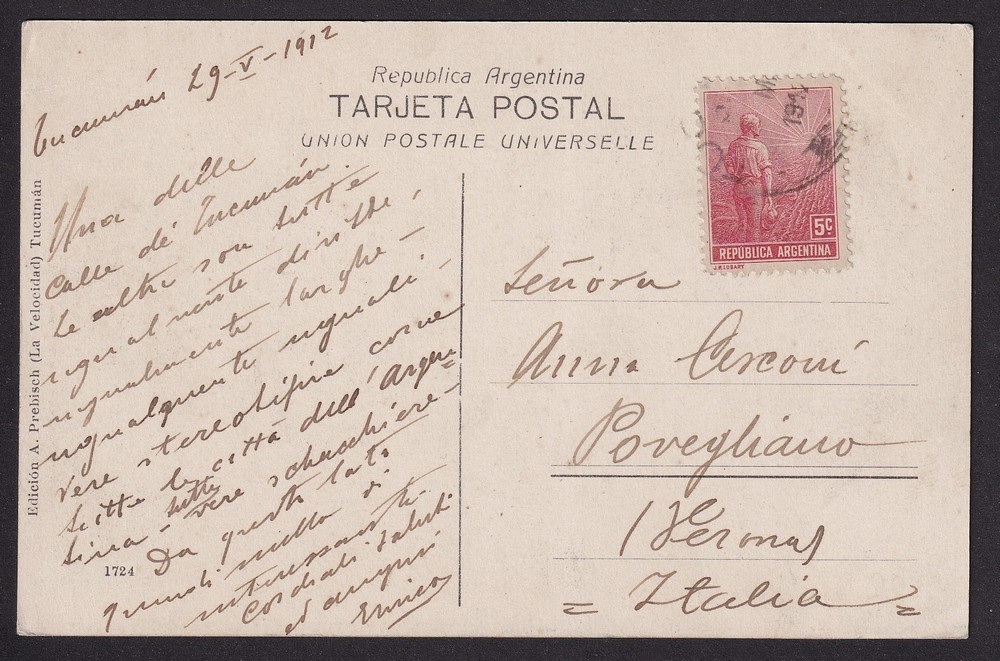 Tucumán 29-V-1912
Una delle
Calle de Tucumán.
Le altre son tutte
ugualmente diritte,
ugualmente larghe –
ugualmente uguali,
vere stereotipie come
tutte le città dell'Argen=
tina – vere scacchiere –
Da questo lato
quindi nulla di
interessante.
Cordiali saluti
ed auguri
Enrico
Republica Argentina
TARJETA POSTAL
UNION POSTALE UNIVERSELLE
5c
REPUBLICA ARGENTINA
Señora
Anna
Povegliano
(Verona)
= Italia =
Edición A. Prebisch (La Velocidad) Tucumán
1724